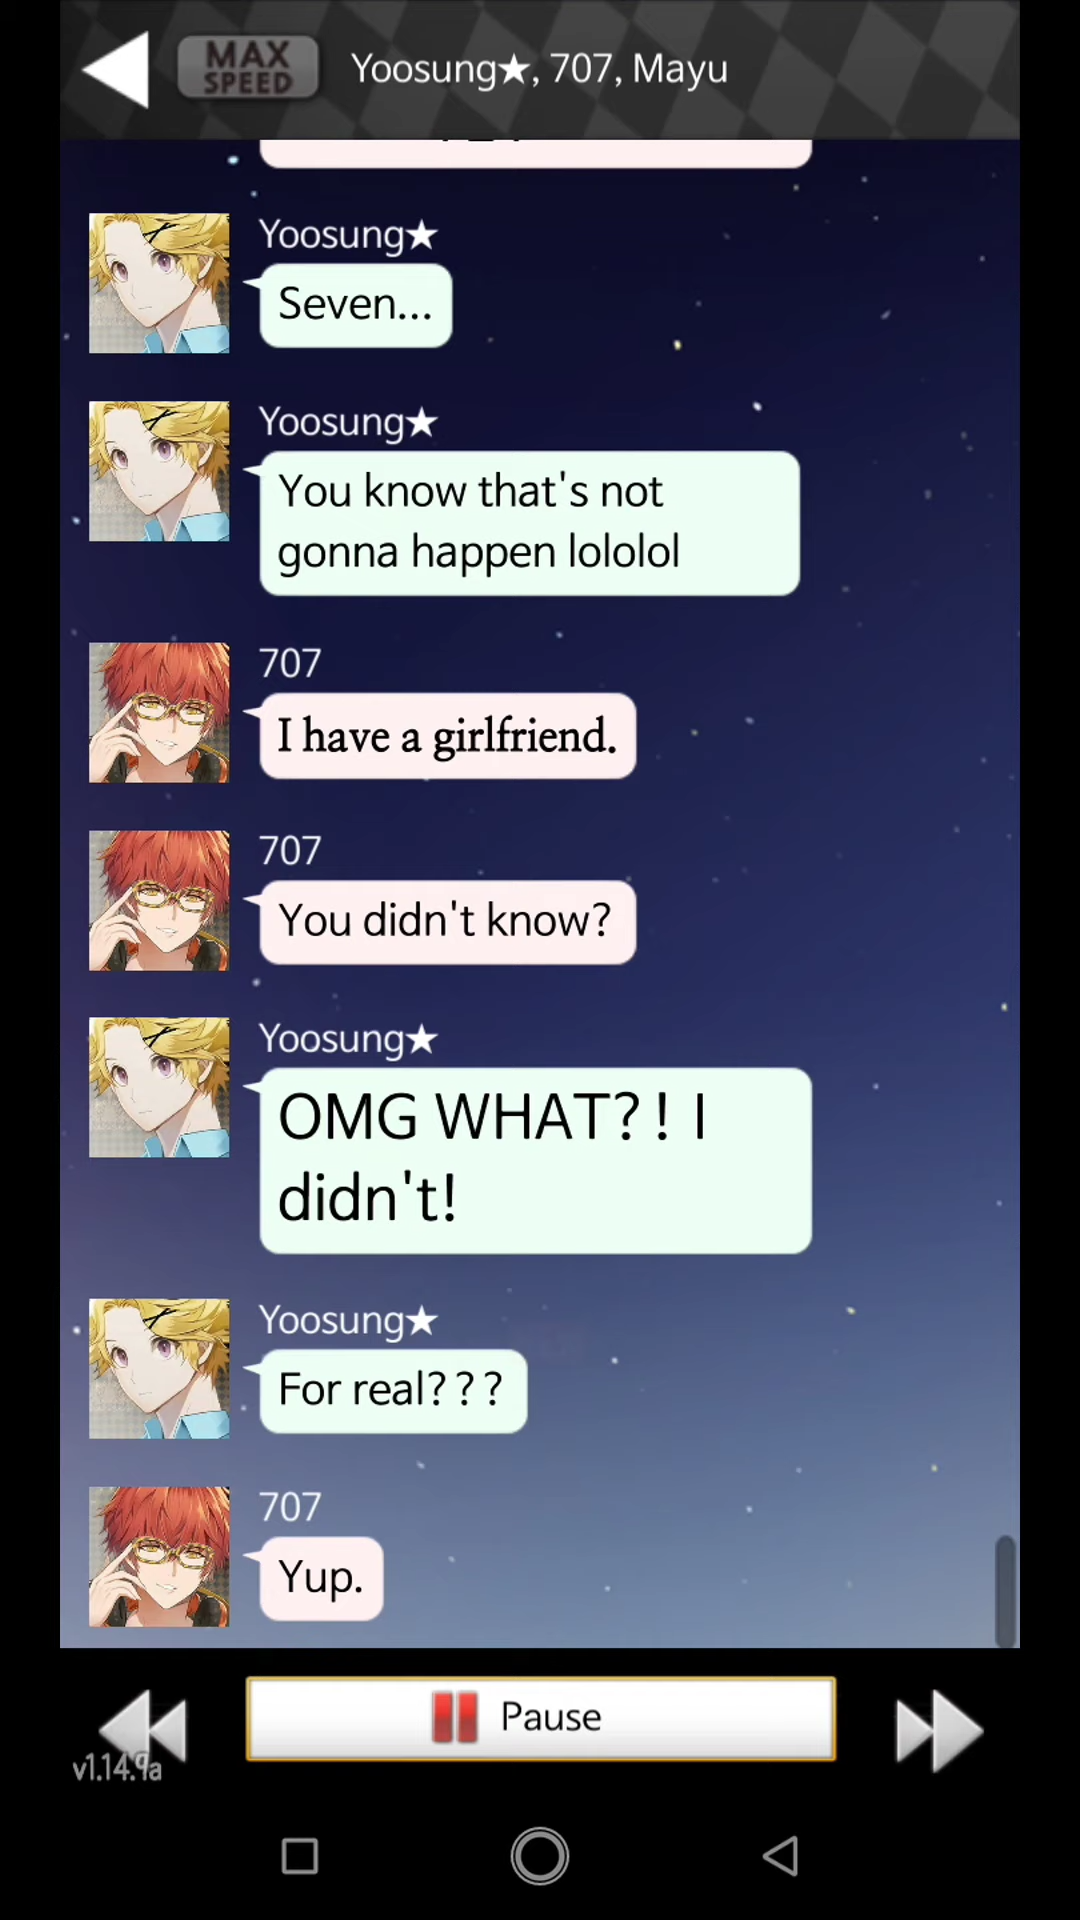 MAX
SPEED
Yoosung★, 707, Mayu
Yoosung★
Seven...
Yoosung★
You know that's not
gonna happen lololol
707
I have a girlfriend.
707
You didn't know?
Yoosung★
OMG WHAT?! I
didn't!
Yoosung★
For real???
707
Yup.
Pause
v1.14.9a